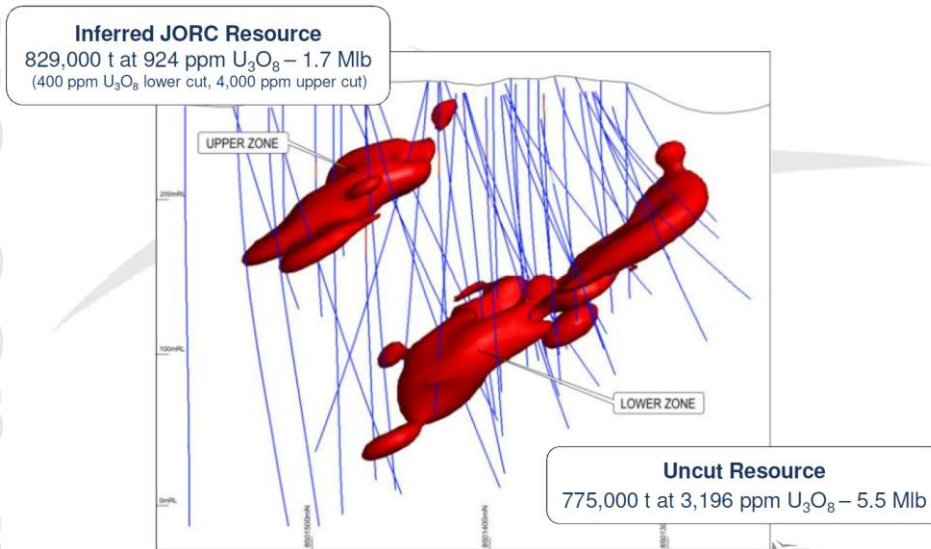 Inferred JORC Resource
829,000 t at 924 ppm U₃O₈ – 1.7 Mlb
(400 ppm U₃O₈ lower cut, 4,000 ppm upper cut)
UPPER ZONE
200mRL
100mRL
LOWER ZONE
Uncut Resource
775,000 t at 3,196 ppm U₃O₈ – 5.5 Mlb
0mRL
8501500mN
8501400mN